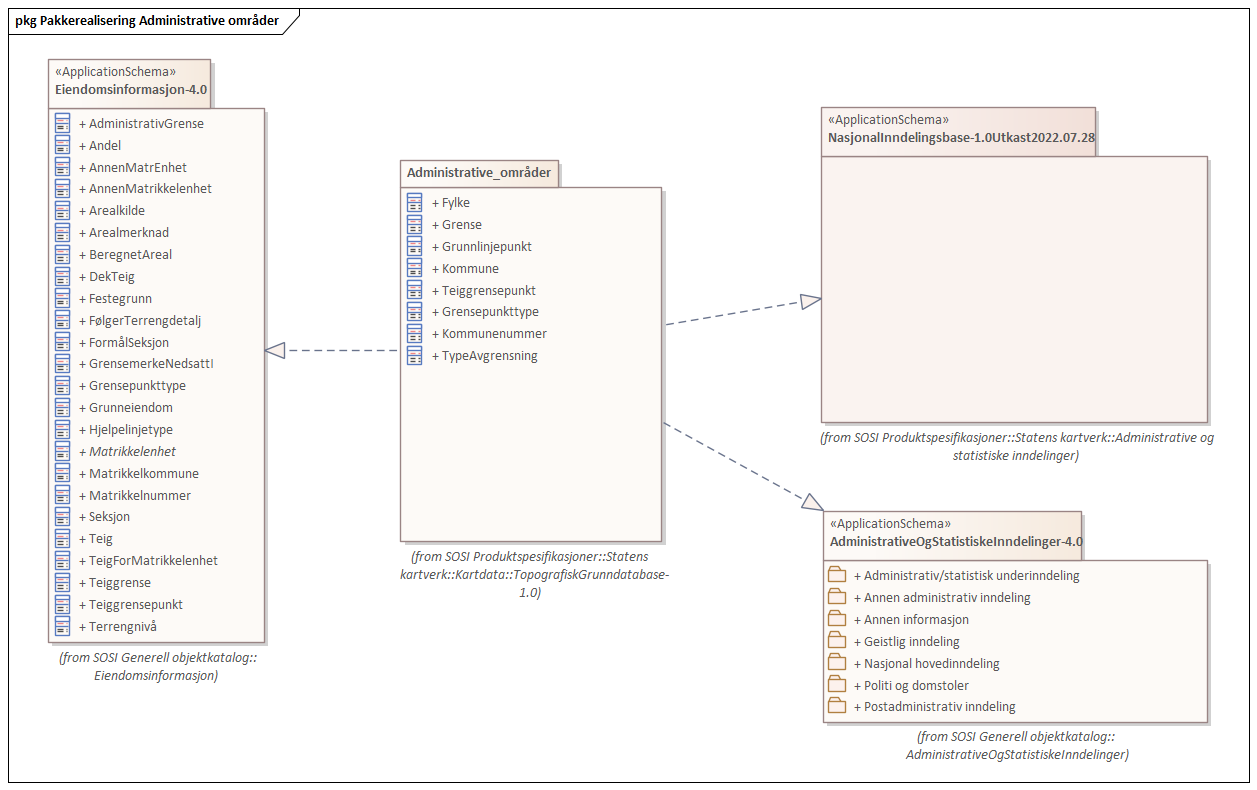 pkg Pakkerealisering Administrative områder
«ApplicationSchema»
Eiendomsinformasjon-4.0
+ AdministrativGrense
+ Andel
+ AnnenMatrEnhet
+ AnnenMatrikkelenhet
+ Arealkilde
+ Arealmerknad
+ BeregnetAreal
+ DekTeig
+ Festegrunn
+ FølgerTerrengdetalj
+ FormålSeksjon
+ GrensemerkeNedsattI
+ Grensepunkttype
+ Grunneiendom
+ Hjelpelinjetype
+ Matrikkelenhet
+ Matrikkelkommune
+ Matrikkelnummer
+ Seksjon
+ Teig
+ TeigForMatrikkelenhet
+ Teiggrense
+ Teiggrensepunkt
+ Terrengnivå
(from SOSI Generell objektkatalog::
Eiendomsinformasjon)
Administrative_områder
+ Fylke
+ Grense
+ Grunnlinjepunkt
+ Kommune
+ Teiggrensepunkt
+ Grensepunkttype
+ Kommunenummer
+ TypeAvgrensning
(from SOSI Produktspesifikasjoner::Statens
kartverk::Kartdata::TopografiskGrunndatabase-
1.0)
«ApplicationSchema»
NasjonalInndelingsbase-1.0Utkast2022.07.28
(from SOSI Produktspesifikasjoner::Statens kartverk::Administrative og
statistiske inndelinger)
«ApplicationSchema»
AdministrativeOgStatistiskeInndelinger-4.0
+ Administrativ/statistisk underinndeling
+ Annen administrativ inndeling
+ Annen informasjon
+ Geistlig inndeling
+ Nasjonal hovedinndeling
+ Politi og domstoler
+ Postadministrativ inndeling
(from SOSI Generell objektkatalog::
AdministrativeOgStatistiskeInndelinger)